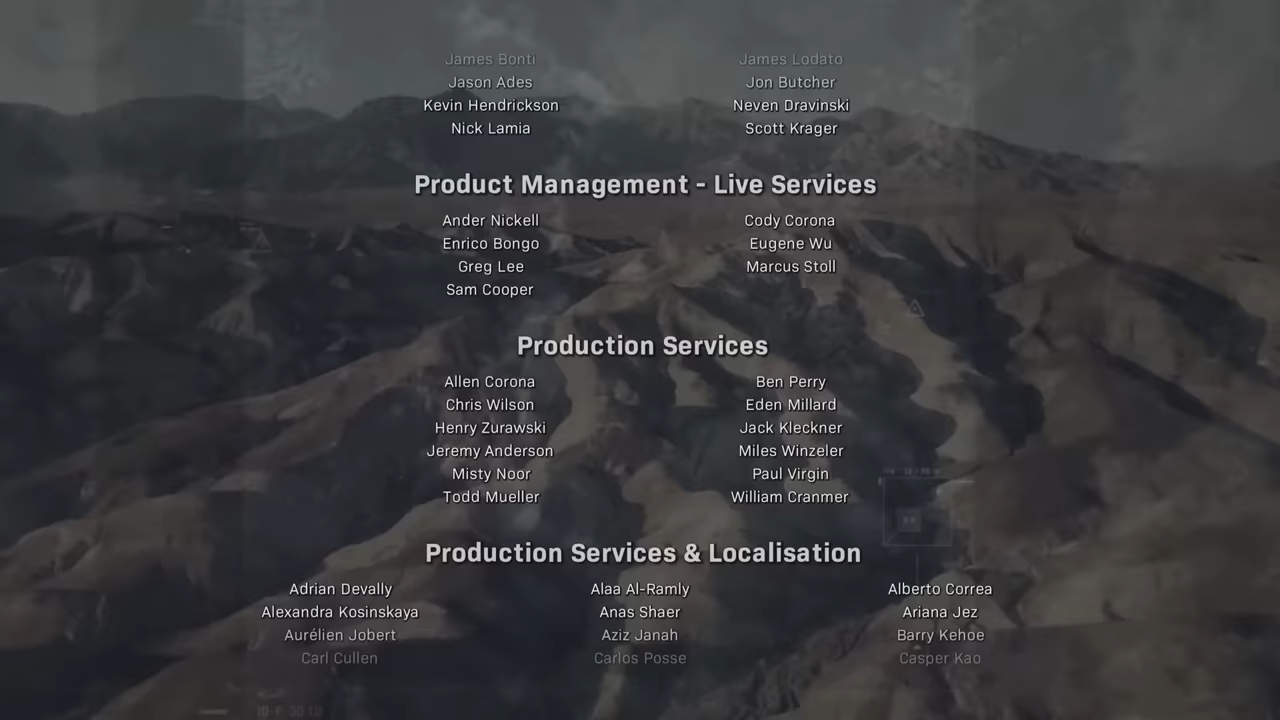 James Bonti James Lodato
Jason Ades Jon Butcher
Kevin Hendrickson Neven Dravinski
Nick Lamia Scott Krager
Product Management - Live Services
Ander Nickell Cody Corona
Enrico Bongo Eugene Wu
Greg Lee Marcus Stoll
Sam Cooper
Production Services
Allen Corona Ben Perry
Chris Wilson Eden Millard
Henry Zurawski Jack Kleckner
Jeremy Anderson Miles Winzeler
Misty Noor Paul Virgin
Todd Mueller William Cranmer
Production Services & Localisation
Adrian Devally Alaa Al-Ramly Alberto Correa
Alexandra Kosinskaya Anas Shaer Ariana Jez
Aurélien Jobert Aziz Janah Barry Kehoe
Carl Cullen Carlos Posse Casper Kao